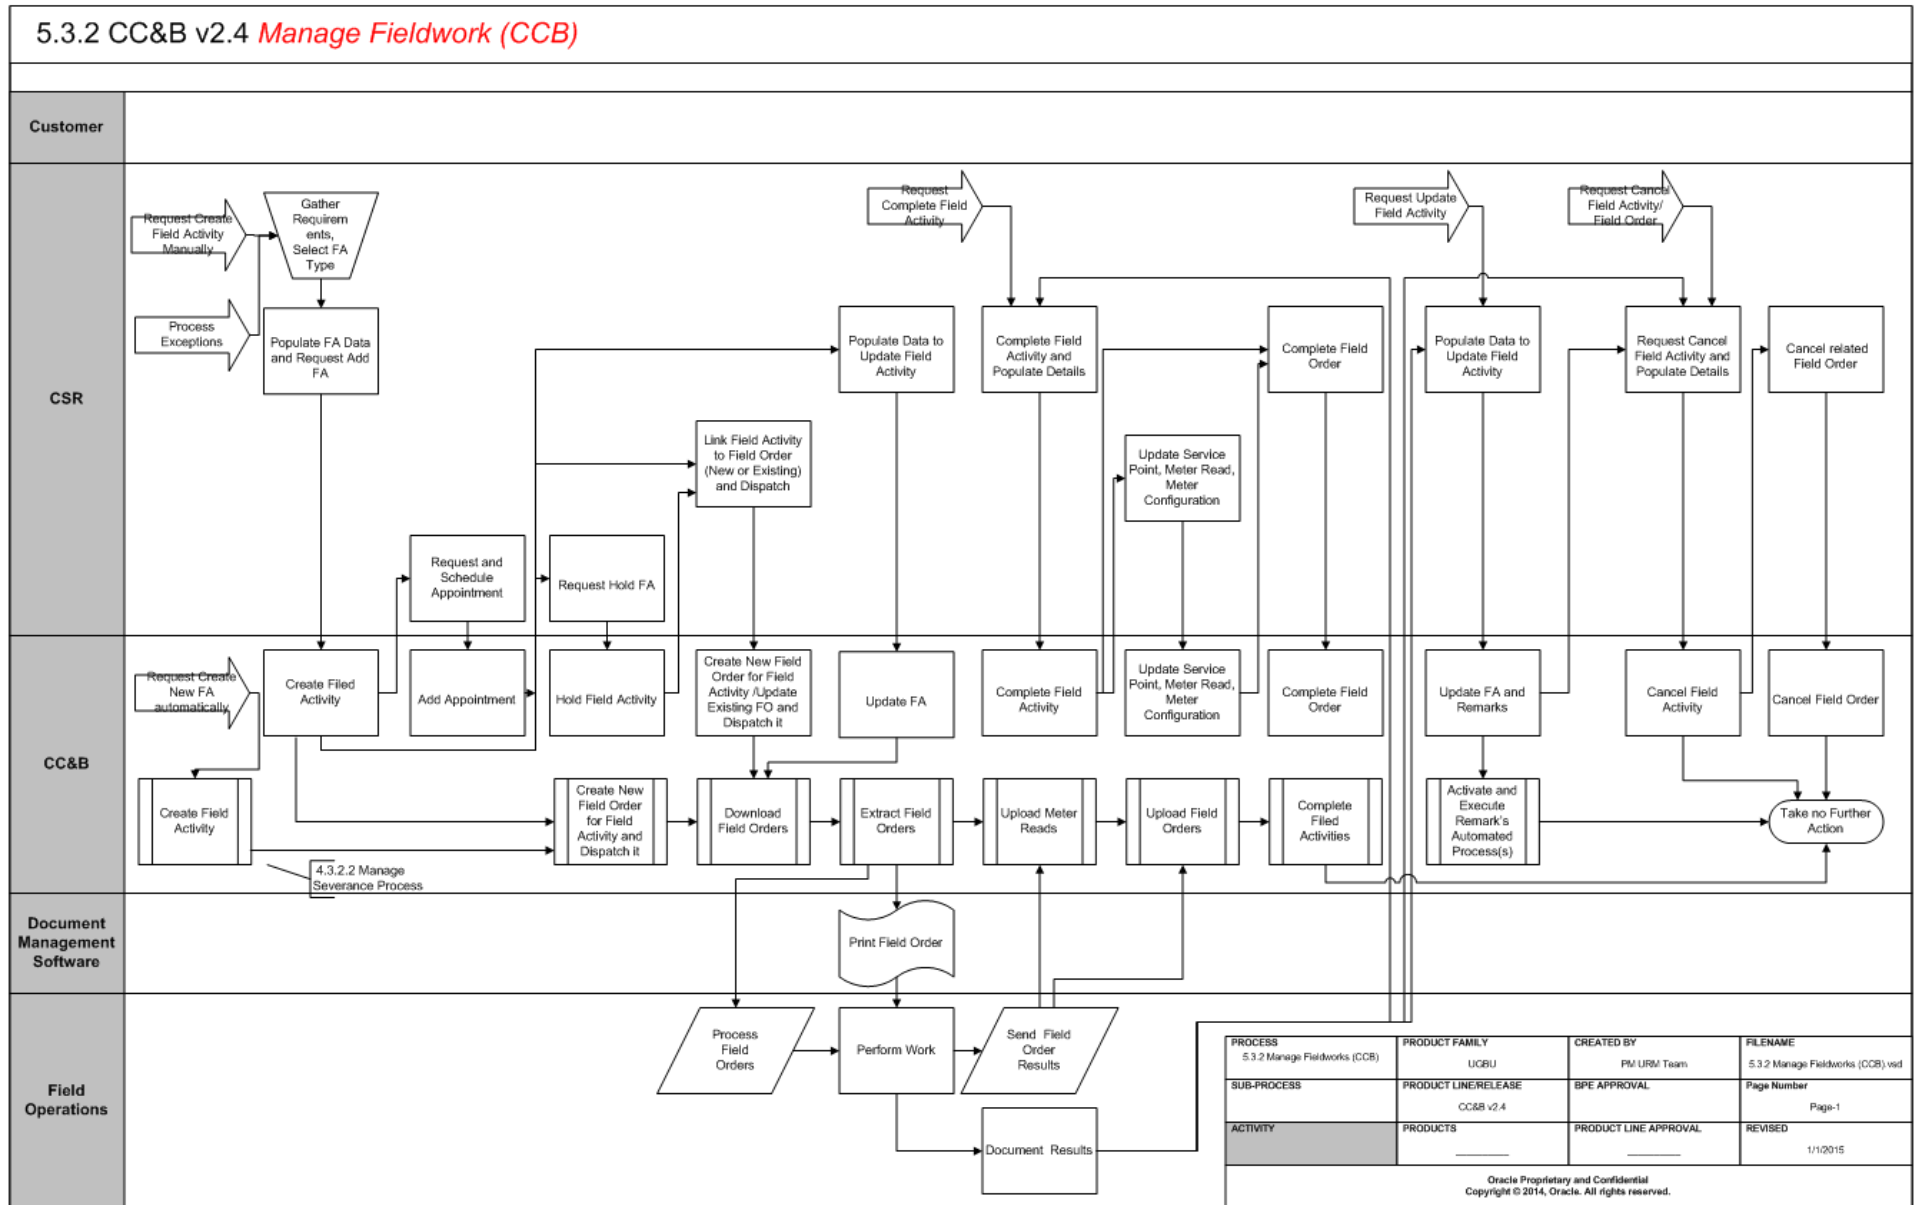 5.3.2 CC&B v2.4 Manage Fieldwork (CCB)
Customer
CSR
Request Create
Field Activity
Manually
Gather
Requirem
ents,
Select FA
Type
Process
Exceptions
Populate FA Data
and Request Add
FA
Request
Complete Field
Activity
Request Update
Field Activity
Request Cancel
Field Activity/
Field Order
Populate Data to
Update Field
Activity
Complete Field
Activity and
Populate Details
Complete Field
Order
Populate Data to
Update Field
Activity
Request Cancel
Field Activity and
Populate Details
Cancel related
Field Order
Link Field Activity
to Field Order
(New or Existing)
and Dispatch
Update Service
Point, Meter Read,
Meter
Configuration
Request and
Schedule
Appointment
Request Hold FA
CC&B
Request Create
New FA
automatically
Create Filed
Activity
Add Appointment
Hold Field Activity
Create New Field
Order for Field
Activity /Update
Existing FO and
Dispatch it
Update FA
Complete Field
Activity
Update Service
Point, Meter Read,
Meter
Configuration
Complete Field
Order
Update FA and
Remarks
Cancel Field
Activity
Cancel Field Order
Create Field
Activity
4.3.2.2 Manage
Severance Process
Create New
Field Order
for Field
Activity and
Dispatch it
Download
Field Orders
Extract Field
Orders
Upload Meter
Reads
Upload Field
Orders
Complete
Filed
Activities
Activate and
Execute
Remark's
Automated
Process(s)
Take no Further
Action
Document
Management
Software
Print Field Order
Field
Operations
Process
Field
Orders
Perform Work
Send Field
Order
Results
Document Results
PROCESS
5.3.2 Manage Fieldworks (CCB)
PRODUCT FAMILY
UGBU
CREATED BY
PM URM Team
FILENAME
5.3.2 Manage Fieldworks (CCB).vsd
SUB-PROCESS
PRODUCT LINE/RELEASE
CC&B v2.4
BPE APPROVAL
Page Number
Page-1
ACTIVITY
PRODUCTS
PRODUCT LINE APPROVAL
REVISED
1/1/2015
Oracle Proprietary and Confidential
Copyright © 2014, Oracle. All rights reserved.